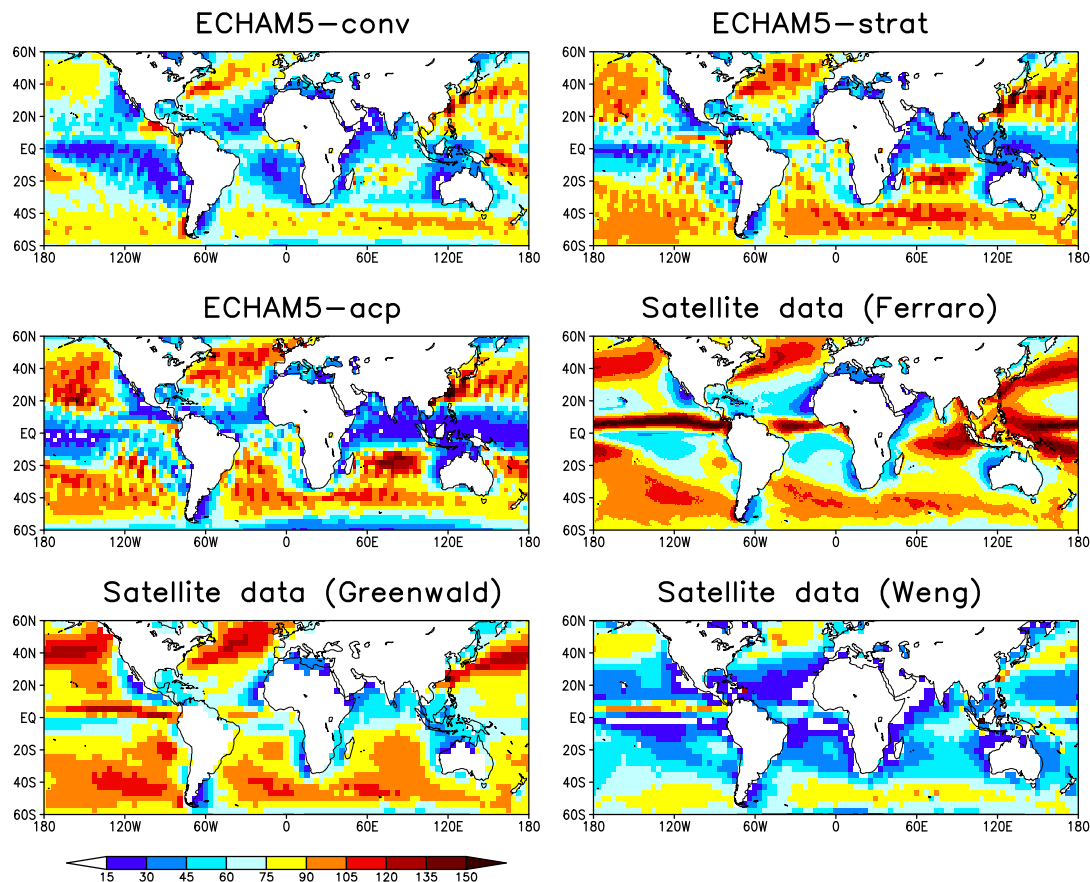 ECHAM5-conv ECHAM5-strat
60N 60N
40N 40N
20N 20N
EQ EQ
20S 20S
40S 40S
60S 60S
180 120W 60W 0 60E 120E 180 180 120W 60W 0 60E 120E 180
ECHAM5-acp Satellite data (Ferraro)
60N 60N
40N 40N
20N 20N
EQ EQ
20S 20S
40S 40S
60S 60S
180 120W 60W 0 60E 120E 180 180 120W 60W 0 60E 120E 180
Satellite data (Greenwald) Satellite data (Weng)
60N 60N
40N 40N
20N 20N
EQ EQ
20S 20S
40S 40S
60S 60S
180 120W 60W 0 60E 120E 180 180 120W 60W 0 60E 120E 180
15 30 45 60 75 90 105 120 135 150